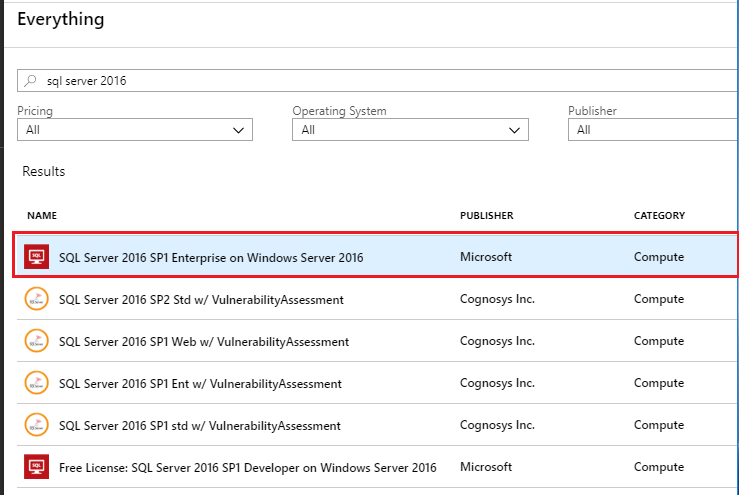 Everything
sql server 2016
Pricing Operating System Publisher
All All All
Results
NAME PUBLISHER CATEGORY
SQL Server 2016 SP1 Enterprise on Windows Server 2016 Microsoft Compute
SQL Server 2016 SP2 Std w/ VulnerabilityAssessment Cognosys Inc. Compute
SQL Server 2016 SP1 Web w/ VulnerabilityAssessment Cognosys Inc. Compute
SQL Server 2016 SP1 Ent w/ VulnerabilityAssessment Cognosys Inc. Compute
SQL Server 2016 SP1 std w/ VulnerabilityAssessment Cognosys Inc. Compute
SQL Free License: SQL Server 2016 SP1 Developer on Windows Server 2016 Microsoft Compute